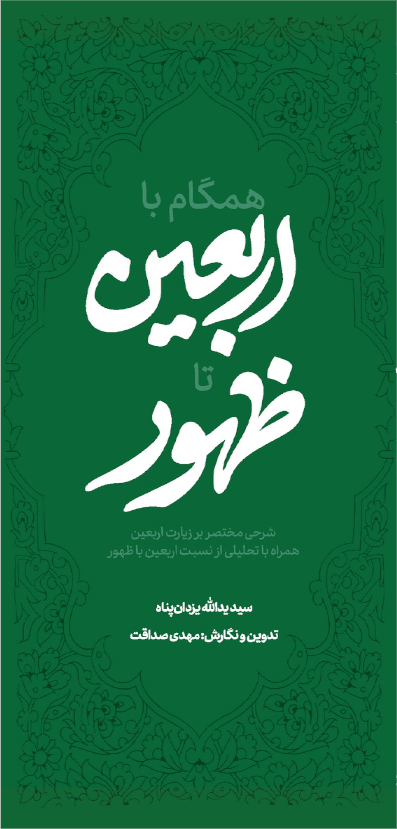 همگام با
اربعین
تا
ظهور
شرحی مختصر بر زیارت اربعین
همراه با تحلیلی از نسبت اربعین با ظهور
سید یدالله یزدان‌پناه
تدوین و نگارش: مهدی صداقت